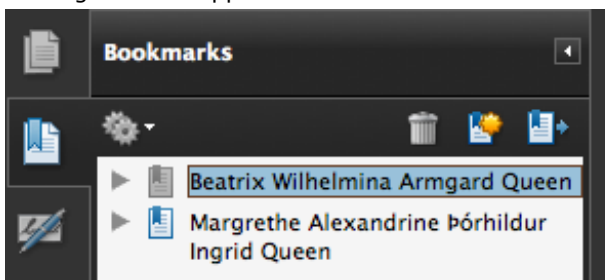 Bookmarks
Beatrix Wilhelmina Armgard Queen
Margrethe Alexandrine Þórhildur
Ingrid Queen